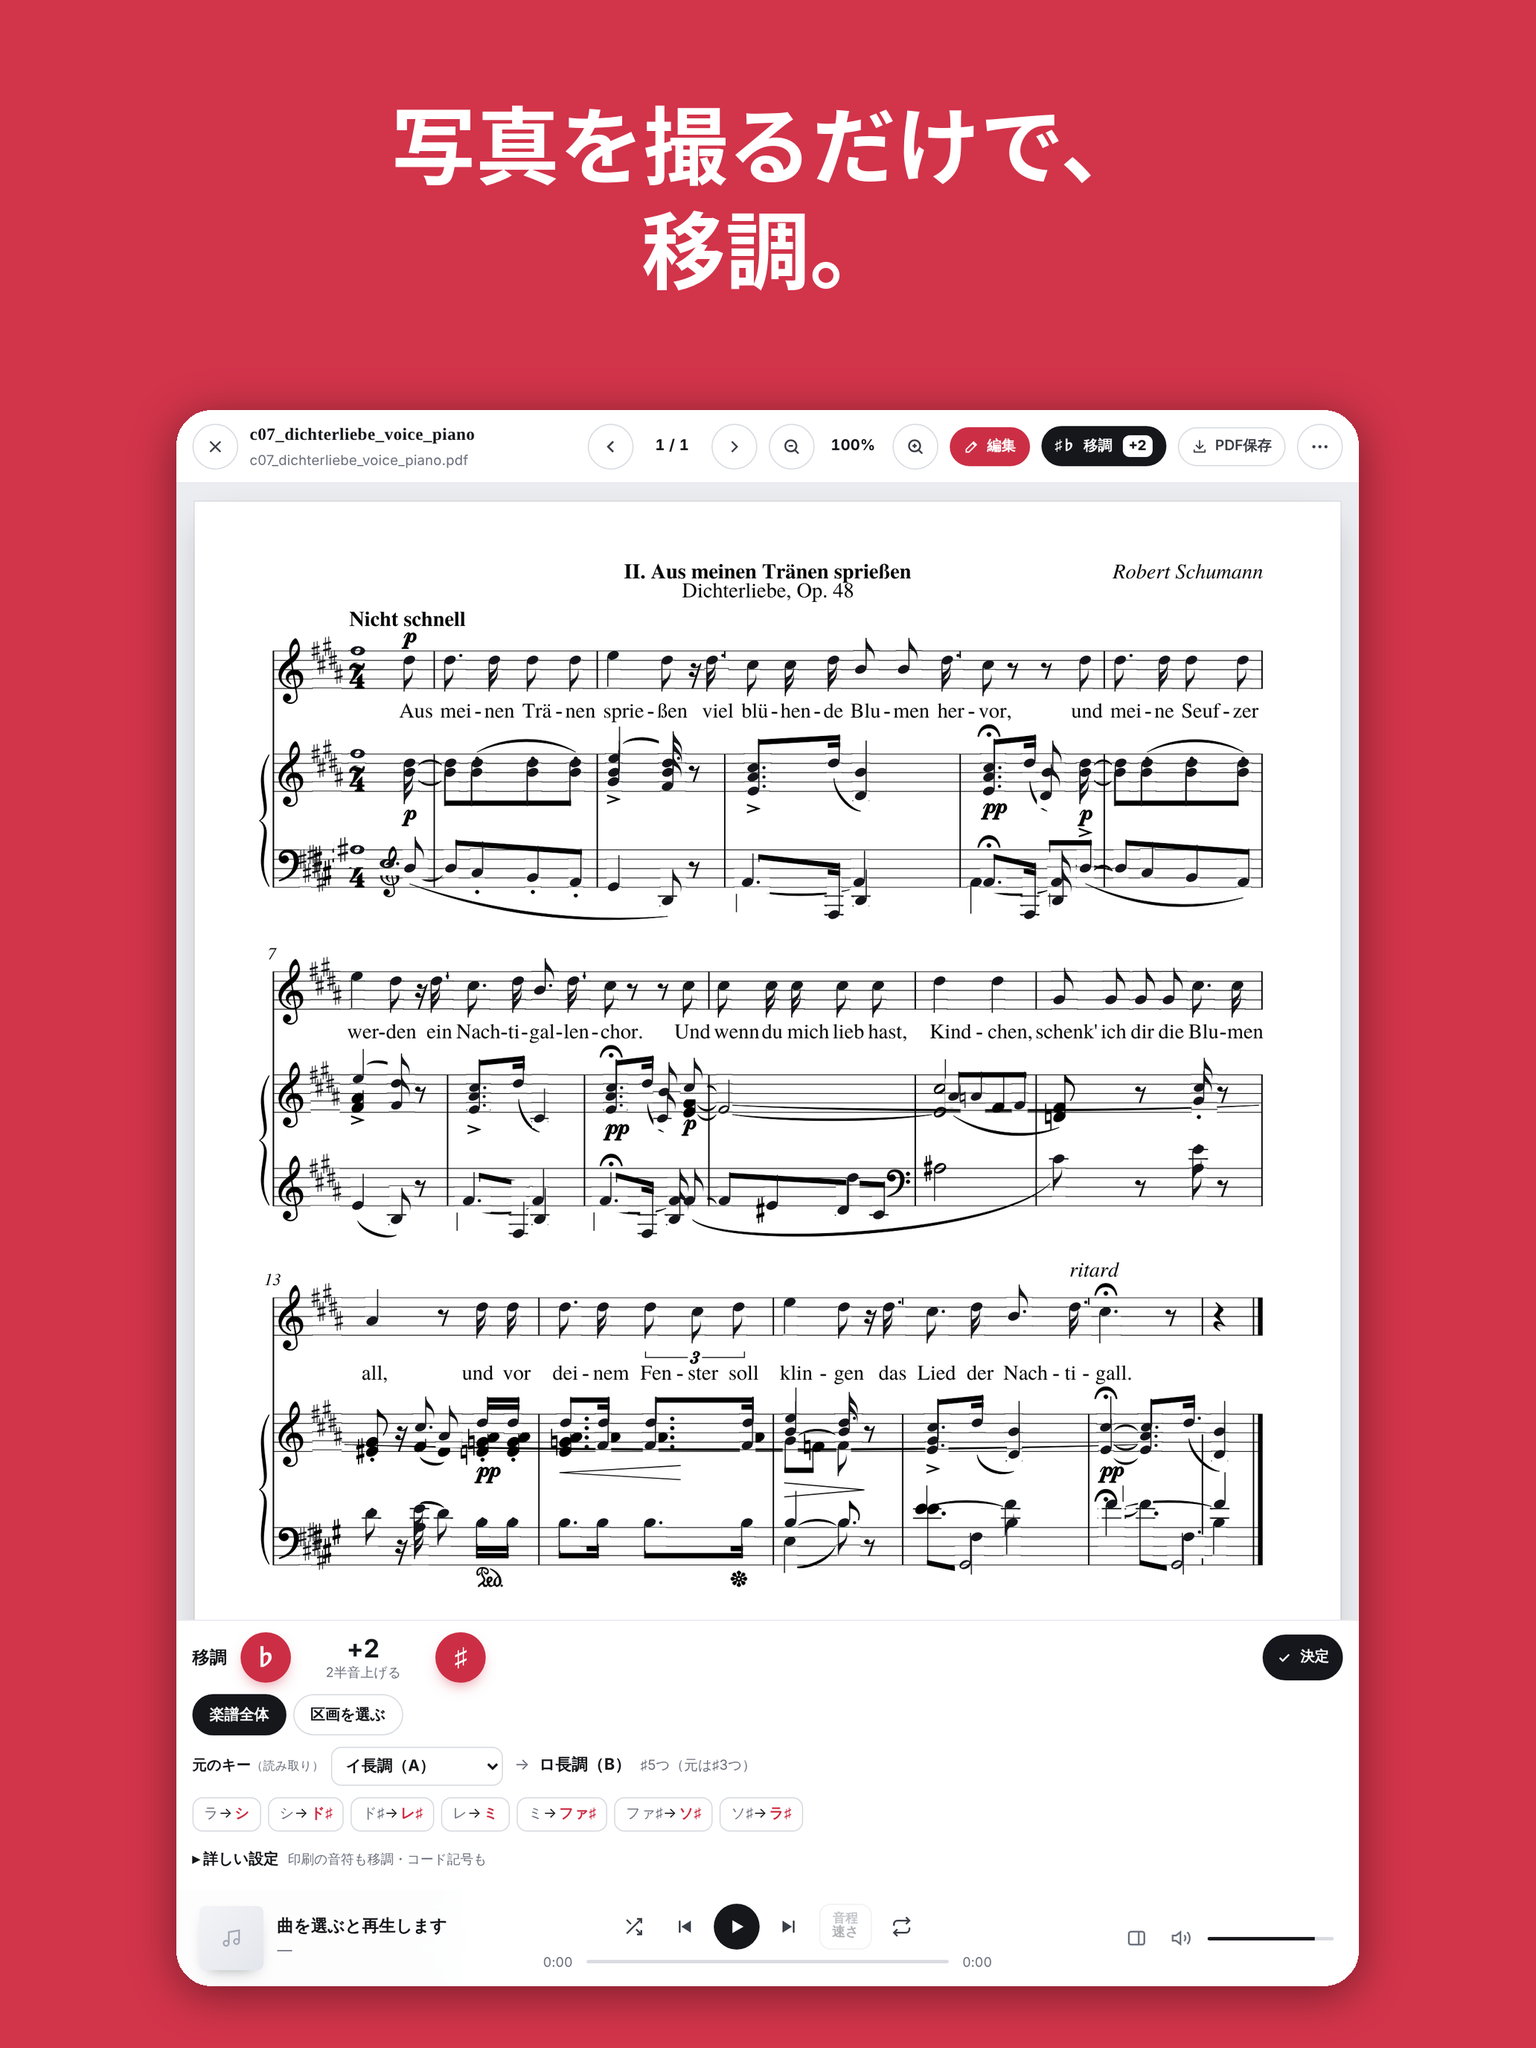 写真を撮るだけで、
移調。
c07_dichterliebe_voice_piano
c07_dichterliebe_voice_piano.pdf
1 / 1
100%
編集
♯♭ 移調 +2
PDF保存
II. Aus meinen Tränen sprießen
Dichterliebe, Op. 48
Robert Schumann
Nicht schnell
p
Aus mei - nen Trä - nen sprie - ßen viel blü - hen - de Blu - men her - vor, und mei - ne Seuf - zer
p pp p
7
wer - den ein Nach - ti - gal - len - chor. Und wenn du mich lieb hast, Kind - chen, schenk' ich dir die Blu - men
pp p
13
ritard
3
all, und vor dei - nem Fen - ster soll klin - gen das Lied der Nach - ti - gall.
pp pp
Ped.
移調 ♭ +2 ♯
2半音上げる
決定
楽譜全体 区画を選ぶ
元のキー（読み取り） イ長調（A） → ロ長調（B） ♯5つ（元は♯3つ）
ラ→シ シ→ド♯ ド♯→レ♯ レ→ミ ミ→ファ♯ ファ♯→ソ♯ ソ♯→ラ♯
▸詳しい設定 印刷の音符も移調・コード記号も
曲を選ぶと再生します
—
音程
速さ
0:00 0:00